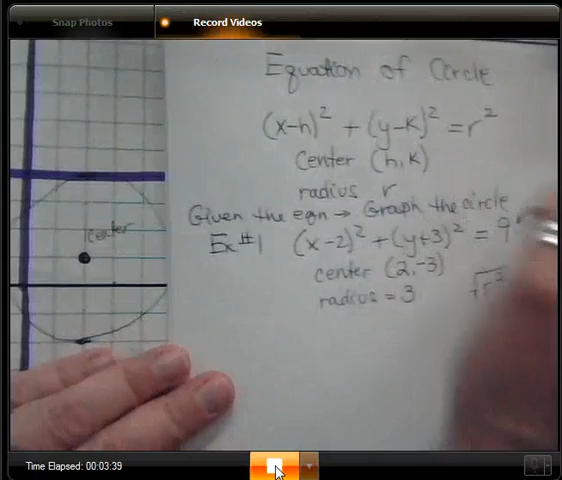 Snap Photos
Record Videos
Equation of Circle
(x-h)² + (y-k)² = r²
Center (h,k)
radius r
Given the eqn → Graph the circle
Ex #1 (x-2)² + (y+3)² = 9
center (2,-3)
radius = 3
√r²
center
Time Elapsed: 00:03:39